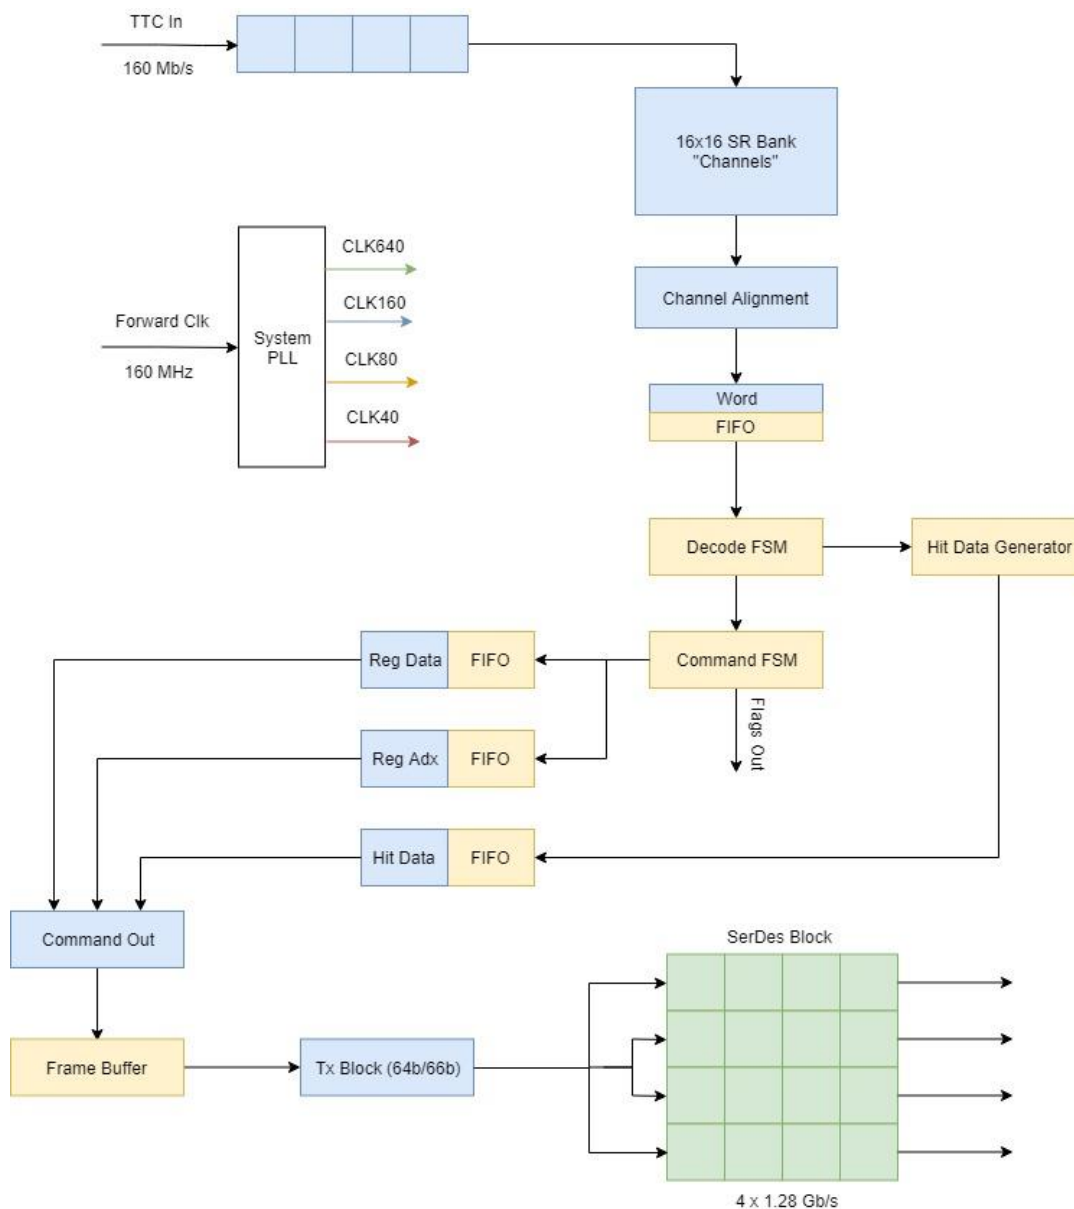 TTC In
160 Mb/s
16x16 SR Bank
"Channels"
CLK640
Channel Alignment
CLK160
Forward Clk
System
PLL
160 MHz
CLK80
CLK40
Word
FIFO
Decode FSM
Hit Data Generator
Reg Data
FIFO
Command FSM
Flags Out
Reg Adx
FIFO
Hit Data
FIFO
Command Out
SerDes Block
Frame Buffer
Tx Block (64b/66b)
4 x 1.28 Gb/s